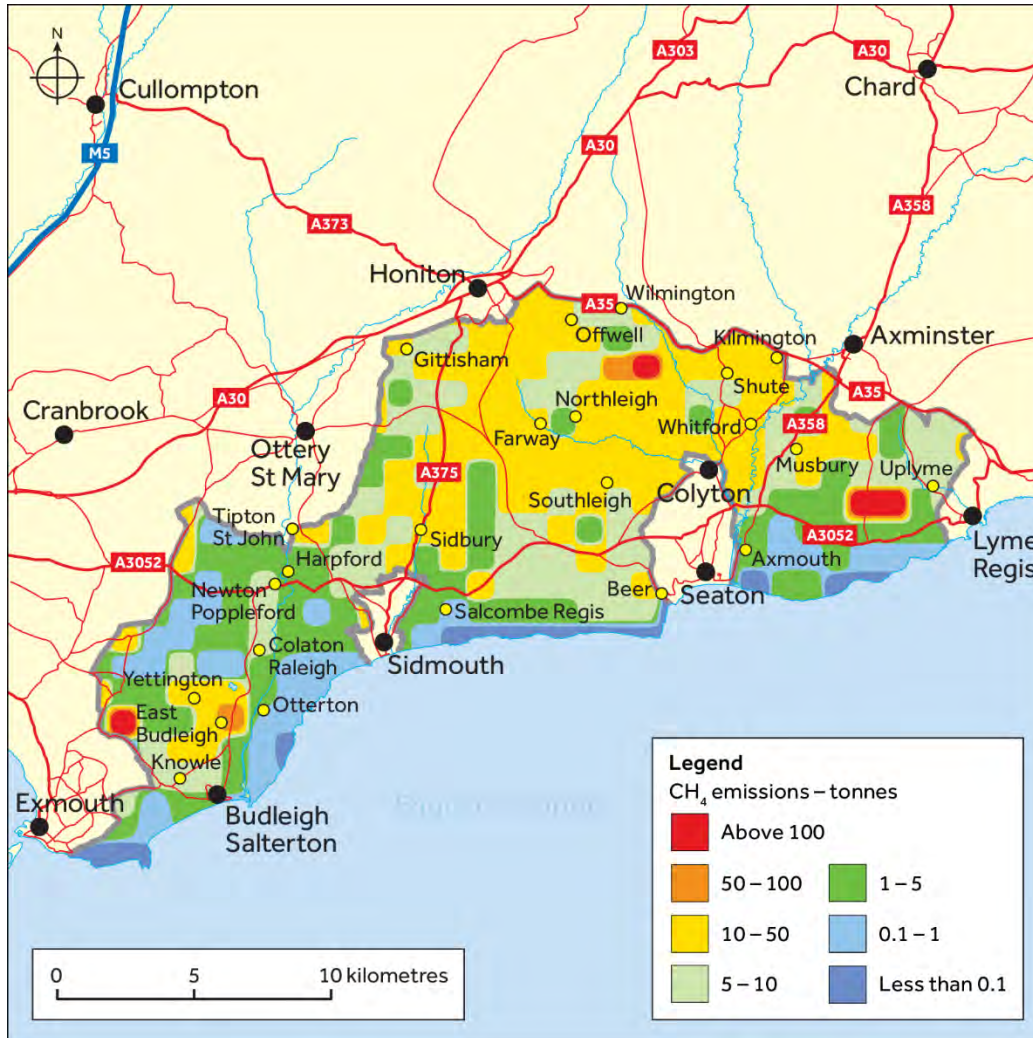 N
Cullompton
M5
A303
A30
Chard
A30
A373
A358
Honiton
A35
Wilmington
Offwell
Kilmington
Axminster
Gittisham
Shute
A35
A30
Cranbrook
Northleigh
Farway
Whitford
A358
Ottery
St Mary
A375
Musbury
Uplyme
Southleigh
Colyton
Tipton
St John
Sidbury
A3052
Lyme
Regis
A3052
Harpford
Axmouth
Newton
Poppleford
Beer
Seaton
Salcombe Regis
Colaton
Raleigh
Sidmouth
Yettington
East
Budleigh
Otterton
Knowle
Exmouth
Budleigh
Salterton
Legend
CH₄ emissions – tonnes
Above 100
50 – 100
1 – 5
10 – 50
0.1 – 1
5 – 10
Less than 0.1
0 5 10 kilometres